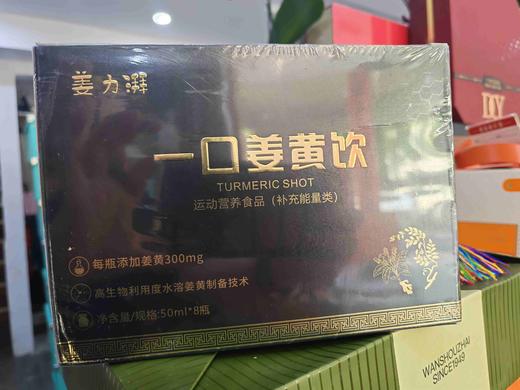 姜力湃
一口姜黄饮
TURMERIC SHOT
运动营养食品（补充能量类）
每瓶添加姜黄300mg
高生物利用度水溶姜黄制备技术
净含量/规格:50ml*8瓶
WANSHOLIZHAI
SINCE1949